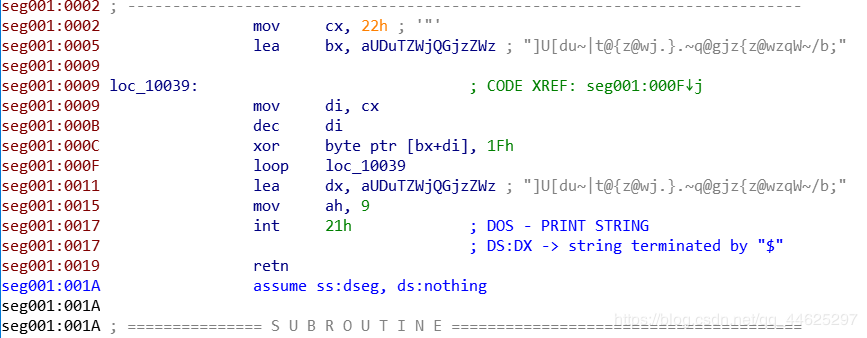 seg001:0002 ; ---------------------------------------------------------------------------
seg001:0002                 mov     cx, 22h ; '"'
seg001:0005                 lea     bx, aUDuTZWjQGjzZWz ; "]U[du~|t@{z@wj.}.~q@gjz{z@wzqW~/b;"
seg001:0009
seg001:0009 loc_10039:                              ; CODE XREF: seg001:000F↓j
seg001:0009                 mov     di, cx
seg001:000B                 dec     di
seg001:000C                 xor     byte ptr [bx+di], 1Fh
seg001:000F                 loop    loc_10039
seg001:0011                 lea     dx, aUDuTZWjQGjzZWz ; "]U[du~|t@{z@wj.}.~q@gjz{z@wzqW~/b;"
seg001:0015                 mov     ah, 9
seg001:0017                 int     21h             ; DOS - PRINT STRING
seg001:0017                                         ; DS:DX -> string terminated by "$"
seg001:0019                 retn
seg001:001A                 assume ss:dseg, ds:nothing
seg001:001A
seg001:001A ; =============== S U B R O U T I N E =======================================
https://blog.csdn.net/qq_44625297